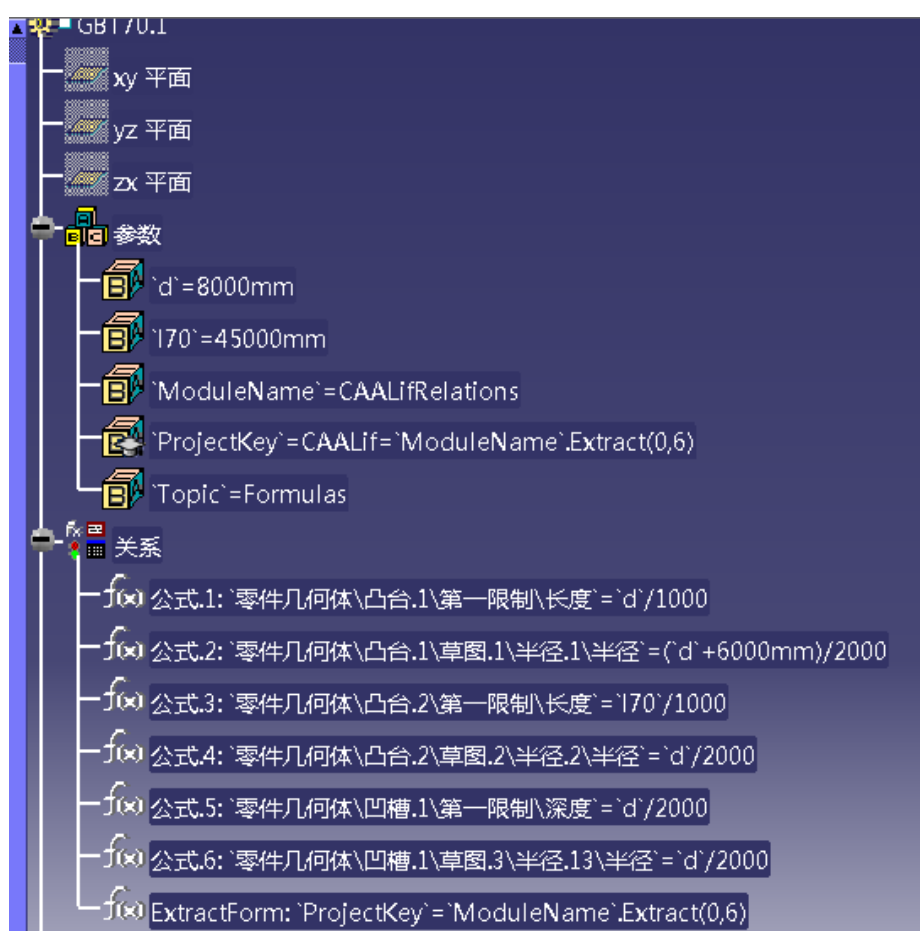 GBT70.1
xy 平面
yz 平面
zx 平面
参数
`d`=8000mm
`l70`=45000mm
`ModuleName`=CAALifRelations
`ProjectKey`=CAALif=`ModuleName`.Extract(0,6)
`Topic`=Formulas
关系
公式.1: `零件几何体\凸台.1\第一限制\长度`=`d`/1000
公式.2: `零件几何体\凸台.1\草图.1\半径.1\半径`=(`d`+6000mm)/2000
公式.3: `零件几何体\凸台.2\第一限制\长度`=`l70`/1000
公式.4: `零件几何体\凸台.2\草图.2\半径.2\半径`=`d`/2000
公式.5: `零件几何体\凹槽.1\第一限制\深度`=`d`/2000
公式.6: `零件几何体\凹槽.1\草图.3\半径.13\半径`=`d`/2000
ExtractForm: `ProjectKey`=`ModuleName`.Extract(0,6)